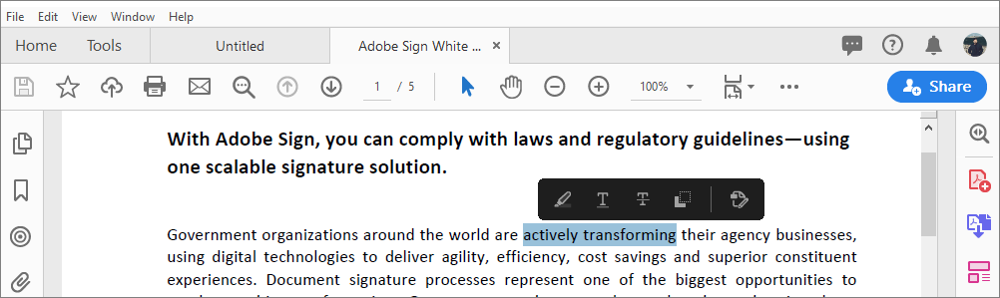 File Edit View Window Help
Home Tools Untitled Adobe Sign White ... ×
1 / 5 100% Share
With Adobe Sign, you can comply with laws and regulatory guidelines—using
one scalable signature solution.
Government organizations around the world are actively transforming their agency businesses,
using digital technologies to deliver agility, efficiency, cost savings and superior constituent
experiences. Document signature processes represent one of the biggest opportunities to